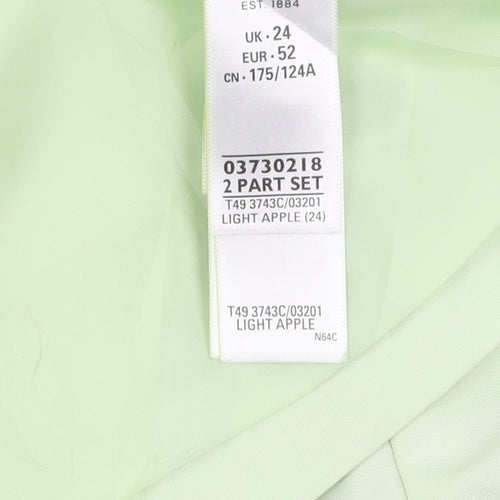 EST. 1884
UK • 24
EUR • 52
CN • 175/124A
03730218
2 PART SET
T49 3743C/03201
LIGHT APPLE (24)
T49 3743C/03201
LIGHT APPLE
N64C